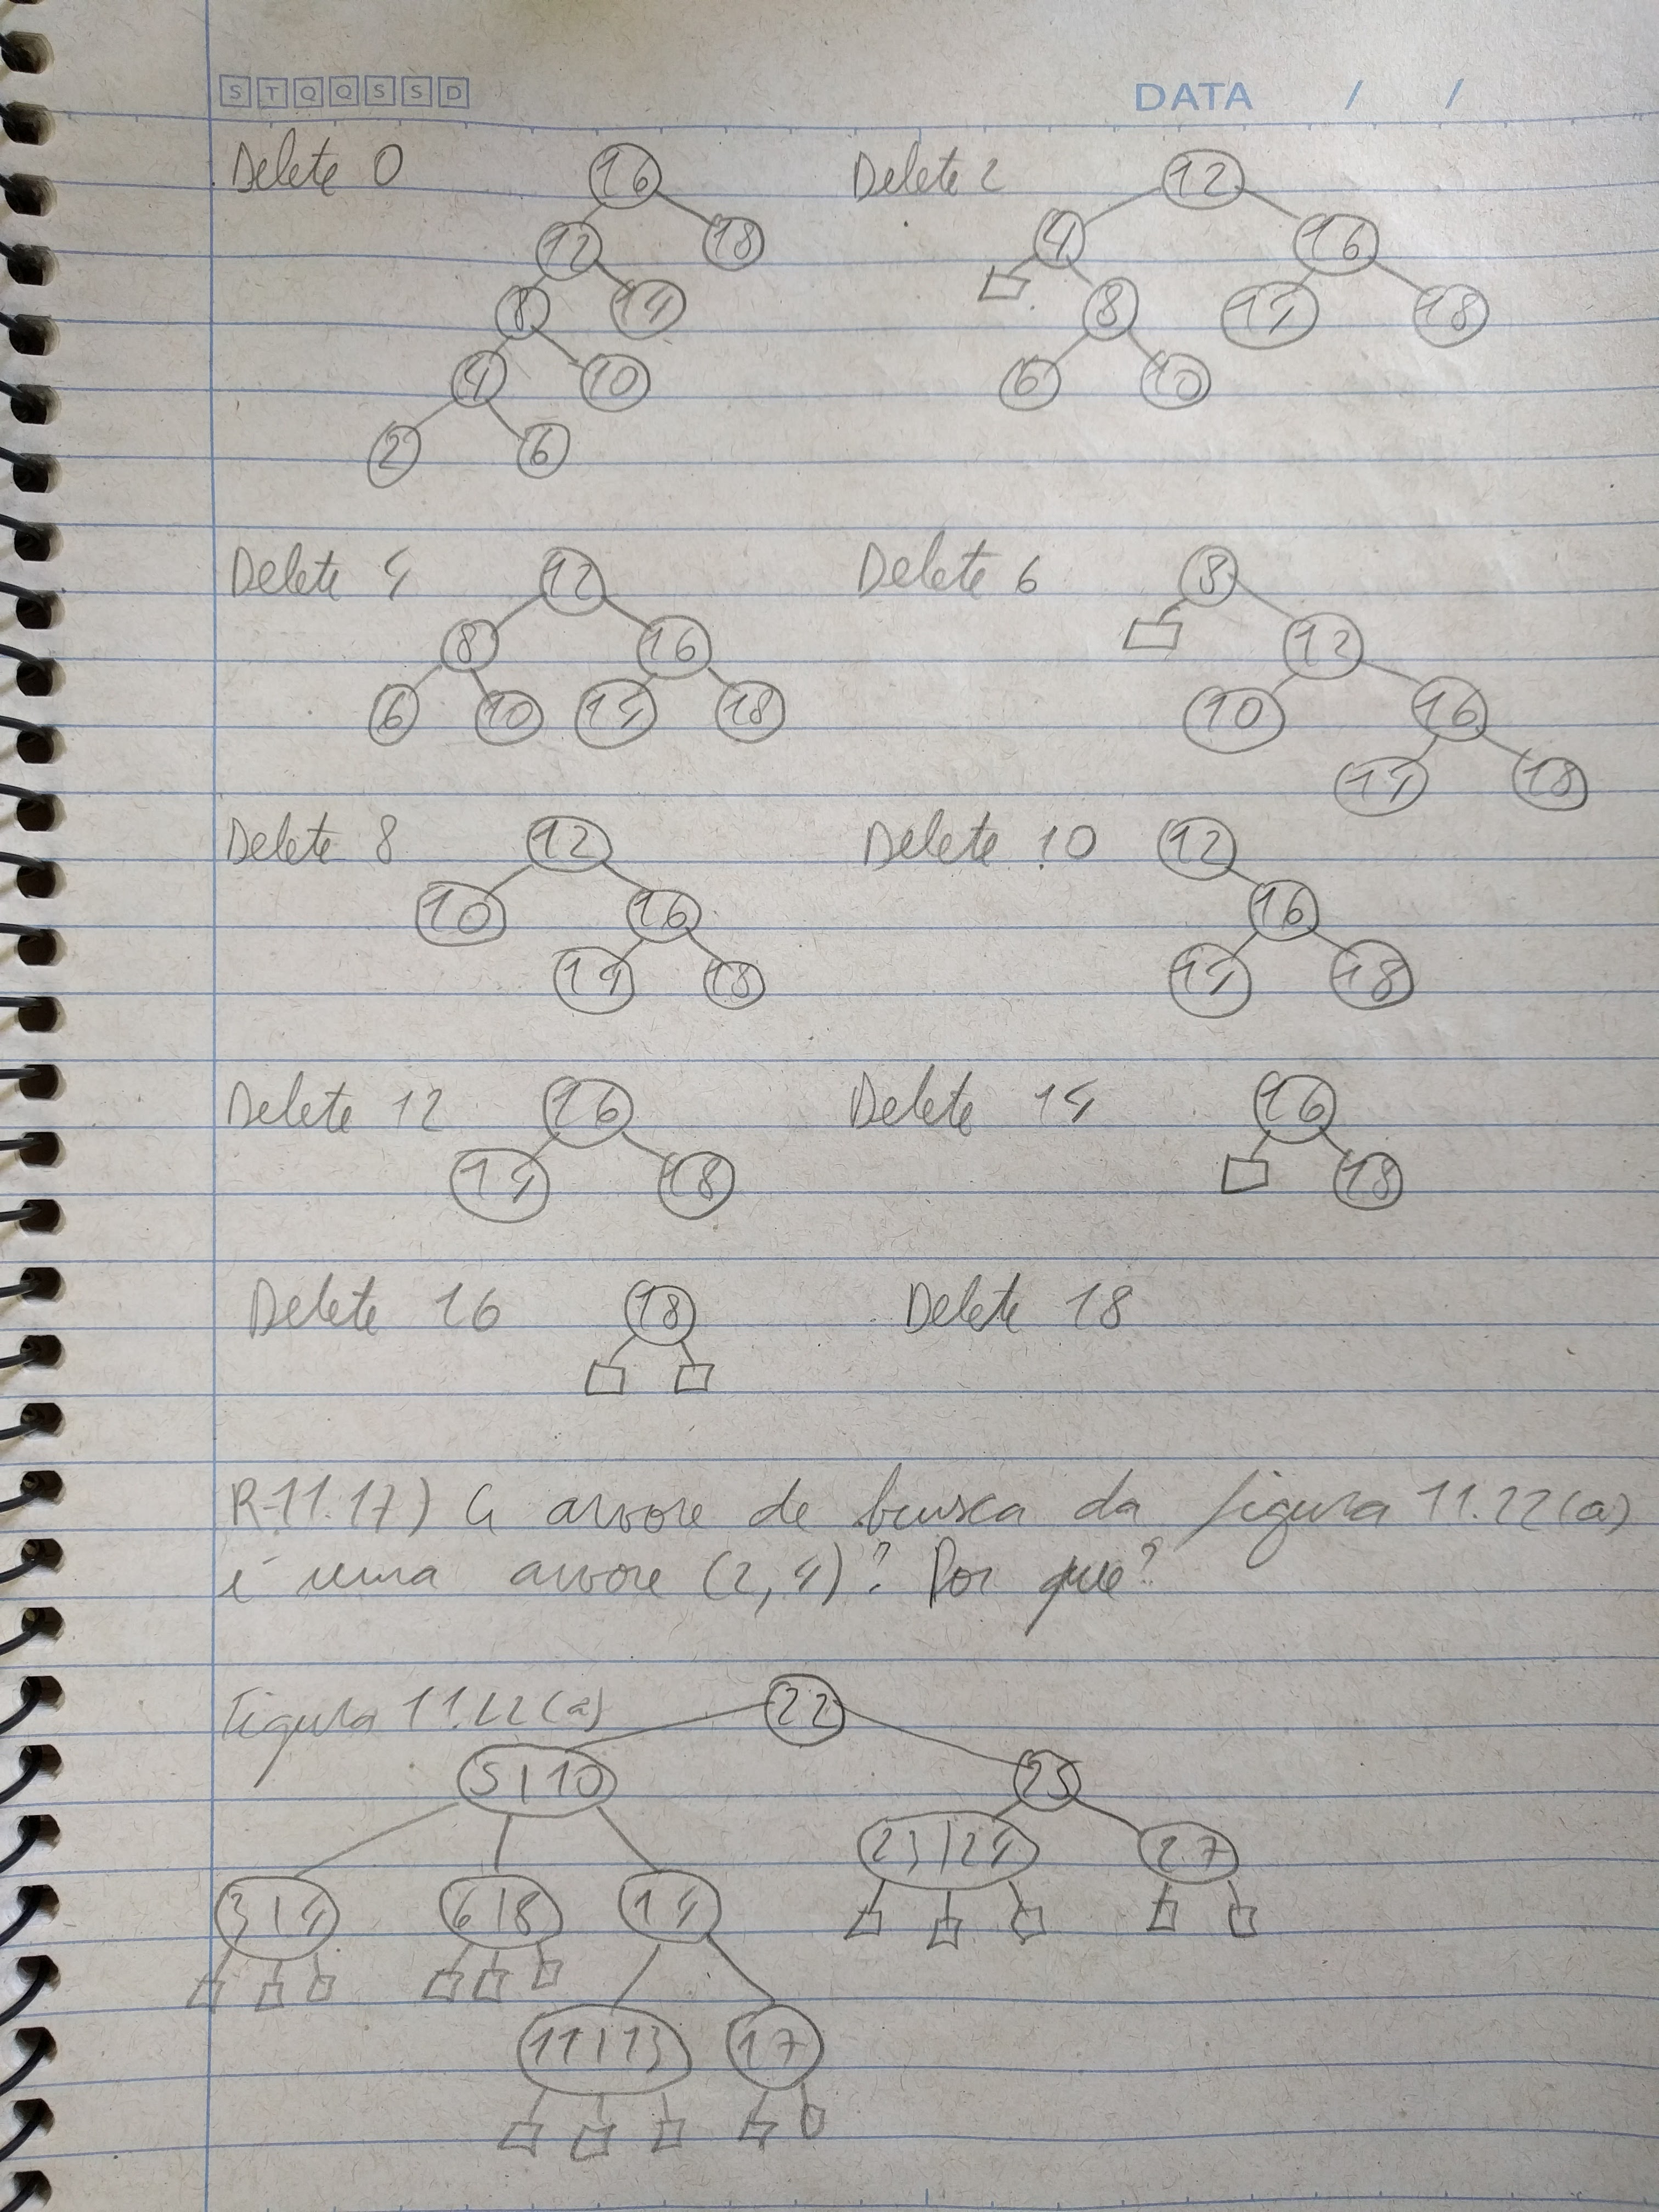 S T Q Q S S D DATA / /
Delete 0 16 Delete 2 12
12 18 4 16
8 14 8 14 18
4 10 6 10
2 6
Delete 4 12 Delete 6 8
8 16 12
6 10 14 18 10 16
14 18
Delete 8 12 Delete 10 12
10 16 16
14 18 14 18
Delete 12 16 Delete 14 16
14 18 18
Delete 16 18 Delete 18
R-11.17) A arvore de busca da figura 11.22(a)
é uma arvore (2,4)? Por que?
Figura 11.22(a) 22
5|10 25
3|4 6|8 14 23|24 27
11|13 17